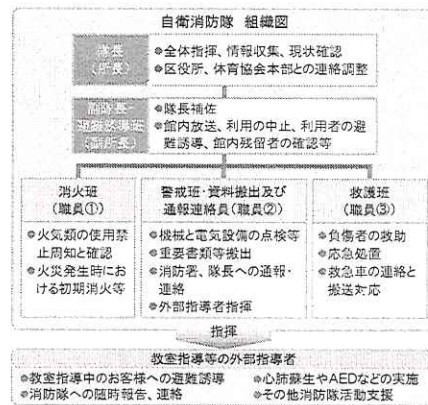 自衛消防隊 組織図
隊長
(所長)
●全体指揮、情報収集、現状確認
●区役所、体育協会本部との連絡調整
副隊長・
避難誘導班
(副所長)
●隊長補佐
●館内放送、利用の中止、利用者の避
難誘導、館内残留者の確認等
消火班
(職員①)
●火気類の使用禁
止周知と確認
●火災発生時にお
ける初期消火等
警戒班・資料搬出及び
通報連絡員(職員②)
●機械と電気設備の点検等
●重要書類等搬出
●消防署、隊長への通報・
連絡
●外部指導者指揮
救護班
(職員③)
●負傷者の救助
●応急処置
●救急車の連絡と
搬送対応
指揮
教室指導等の外部指導者
●教室指導中のお客様への避難誘導
●消防隊への随時報告、連絡
●心肺蘇生やAEDなどの実施
●その他消防隊活動支援